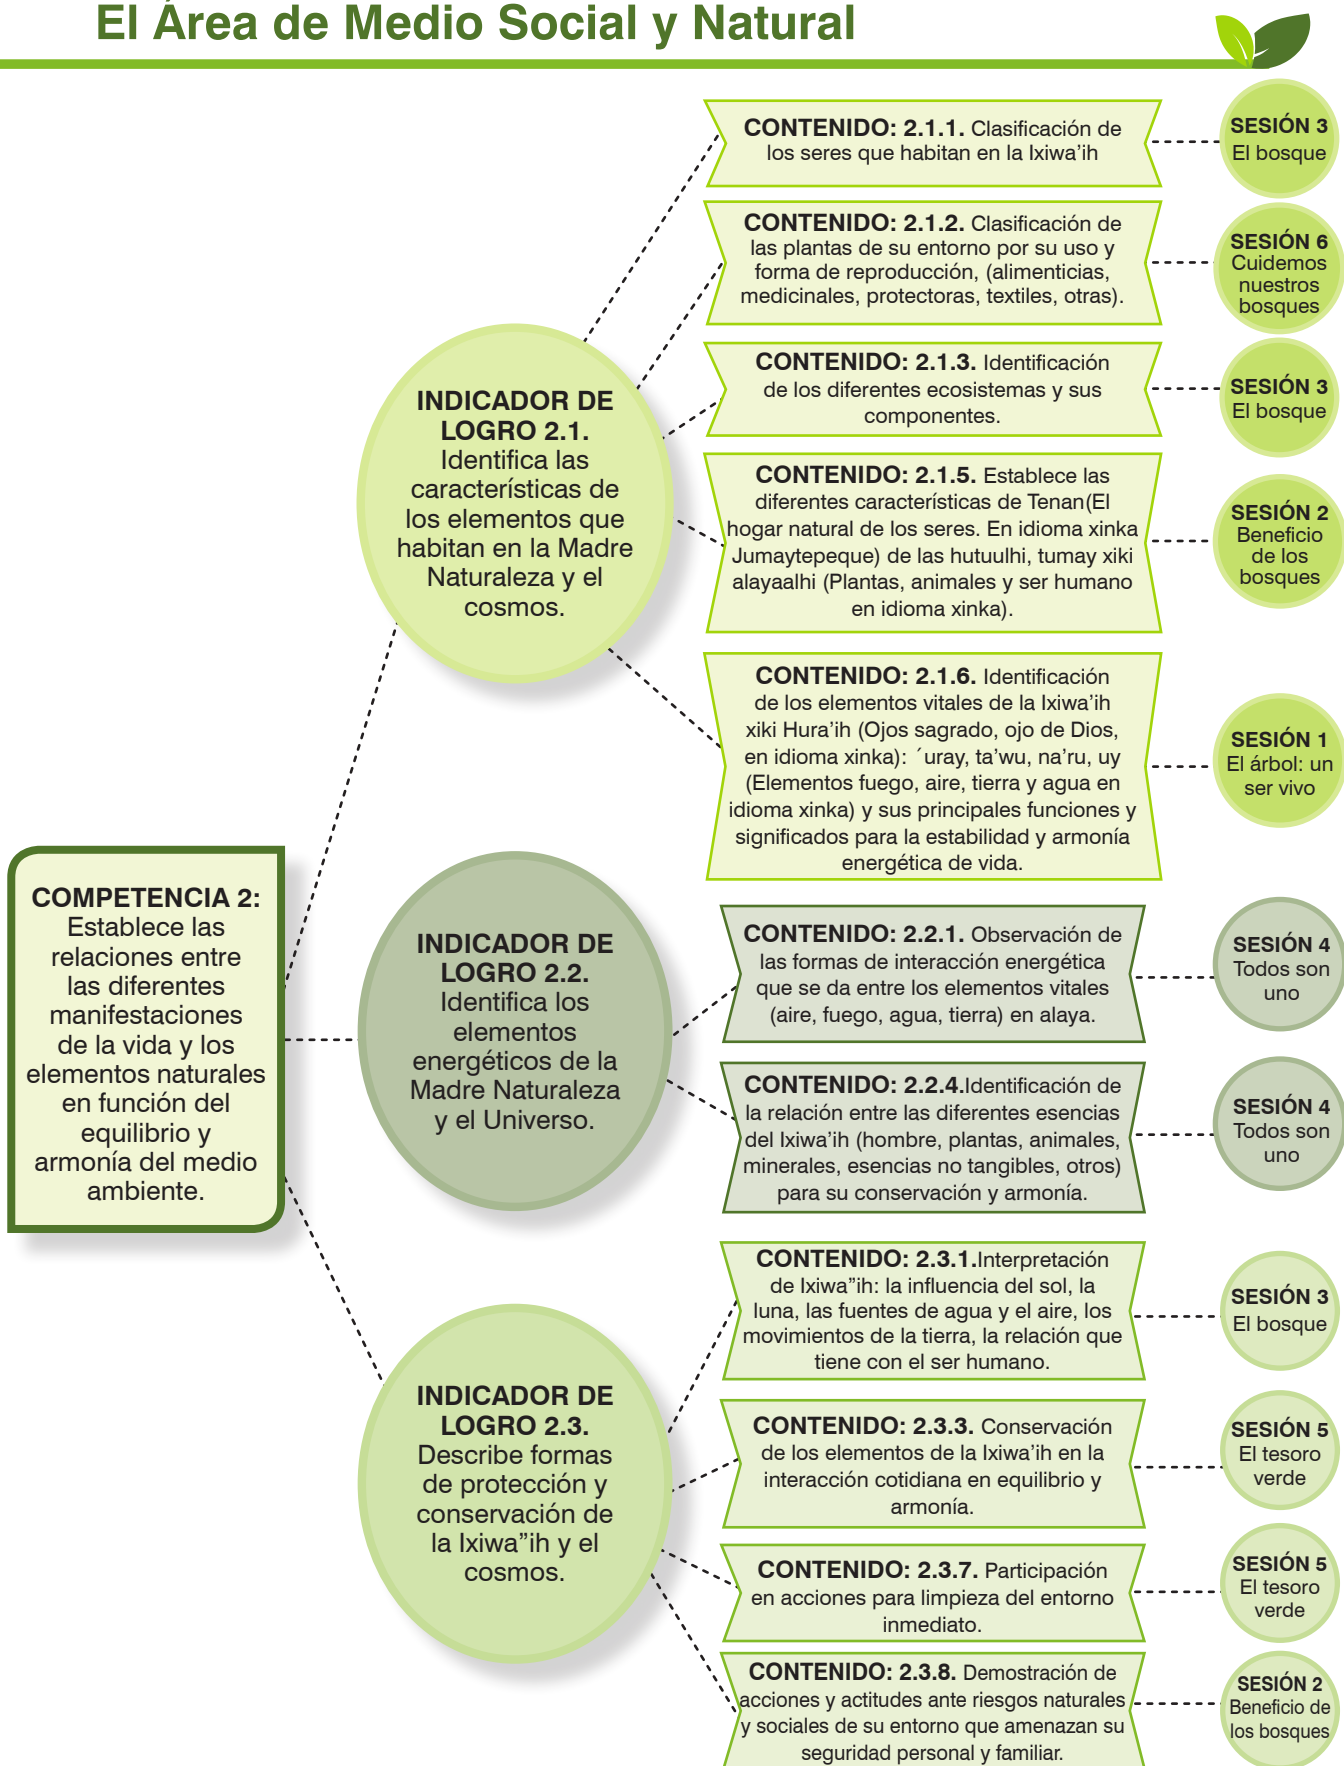 El Área de Medio Social y Natural
COMPETENCIA 2:
Establece las
relaciones entre
las diferentes
manifestaciones
de la vida y los
elementos naturales
en función del
equilibrio y
armonía del medio
ambiente.
INDICADOR DE
LOGRO 2.1.
Identifica las
características de
los elementos que
habitan en la Madre
Naturaleza y el
cosmos.
CONTENIDO: 2.1.1. Clasificación de
los seres que habitan en la Ixiwa’ih
SESIÓN 3
El bosque
CONTENIDO: 2.1.2. Clasificación de
las plantas de su entorno por su uso y
forma de reproducción, (alimenticias,
medicinales, protectoras, textiles, otras).
SESIÓN 6
Cuidemos
nuestros
bosques
CONTENIDO: 2.1.3. Identificación
de los diferentes ecosistemas y sus
componentes.
SESIÓN 3
El bosque
CONTENIDO: 2.1.5. Establece las
diferentes características de Tenan(El
hogar natural de los seres. En idioma xinka
Jumaytepeque) de las hutuulhi, tumay xiki
alayaalhi (Plantas, animales y ser humano
en idioma xinka).
SESIÓN 2
Beneficio
de los
bosques
CONTENIDO: 2.1.6. Identificación
de los elementos vitales de la Ixiwa’ih
xiki Hura’ih (Ojos sagrado, ojo de Dios,
en idioma xinka): ´uray, ta’wu, na’ru, uy
(Elementos fuego, aire, tierra y agua en
idioma xinka) y sus principales funciones y
significados para la estabilidad y armonía
energética de vida.
SESIÓN 1
El árbol: un
ser vivo
INDICADOR DE
LOGRO 2.2.
Identifica los
elementos
energéticos de la
Madre Naturaleza
y el Universo.
CONTENIDO: 2.2.1. Observación de
las formas de interacción energética
que se da entre los elementos vitales
(aire, fuego, agua, tierra) en alaya.
SESIÓN 4
Todos son
uno
CONTENIDO: 2.2.4.Identificación de
la relación entre las diferentes esencias
del Ixiwa’ih (hombre, plantas, animales,
minerales, esencias no tangibles, otros)
para su conservación y armonía.
SESIÓN 4
Todos son
uno
INDICADOR DE
LOGRO 2.3.
Describe formas
de protección y
conservación de
la Ixiwa”ih y el
cosmos.
CONTENIDO: 2.3.1.Interpretación
de Ixiwa”ih: la influencia del sol, la
luna, las fuentes de agua y el aire, los
movimientos de la tierra, la relación que
tiene con el ser humano.
SESIÓN 3
El bosque
CONTENIDO: 2.3.3. Conservación
de los elementos de la Ixiwa’ih en la
interacción cotidiana en equilibrio y
armonía.
SESIÓN 5
El tesoro
verde
CONTENIDO: 2.3.7. Participación
en acciones para limpieza del entorno
inmediato.
SESIÓN 5
El tesoro
verde
CONTENIDO: 2.3.8. Demostración de
acciones y actitudes ante riesgos naturales
y sociales de su entorno que amenazan su
seguridad personal y familiar.
SESIÓN 2
Beneficio de
los bosques